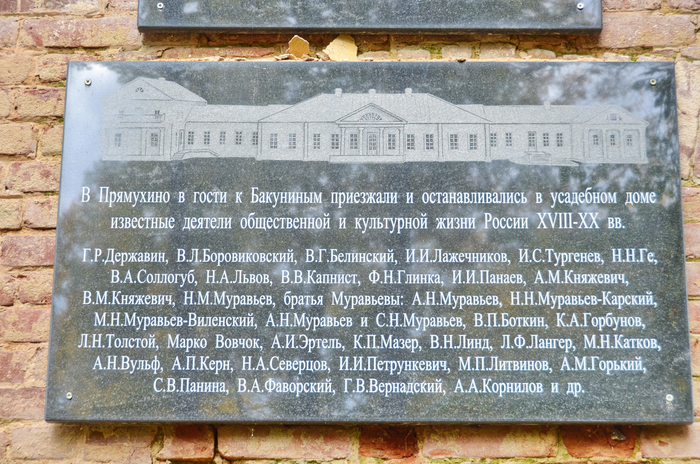 В Прямухино в гости к Бакуниным приезжали и останавливались в усадебном доме
известные деятели общественной и культурной жизни России XVIII-XX вв.
Г.Р.Державин, В.Л.Боровиковский, В.Г.Белинский, И.И.Лажечников, И.С.Тургенев, Н.Н.Ге,
В.А.Соллогуб, Н.А.Львов, В.В.Капнист, Ф.Н.Глинка, И.И.Панаев, А.М.Княжевич,
В.М.Княжевич, Н.М.Муравьев, братья Муравьевы: А.Н.Муравьев, Н.Н.Муравьев-Карский,
М.Н.Муравьев-Виленский, А.Н.Муравьев и С.Н.Муравьев, В.П.Боткин, К.А.Горбунов,
Л.Н.Толстой, Марко Вовчок, А.И.Эртель, К.П.Мазер, В.Н.Линд, Л.Ф.Лангер, М.Н.Катков,
А.Н.Вульф, А.П.Керн, Н.А.Северцов, И.И.Петрункевич, М.П.Литвинов, А.М.Горький,
С.В.Панина, В.А.Фаворский, Г.В.Вернадский, А.А.Корнилов и др.